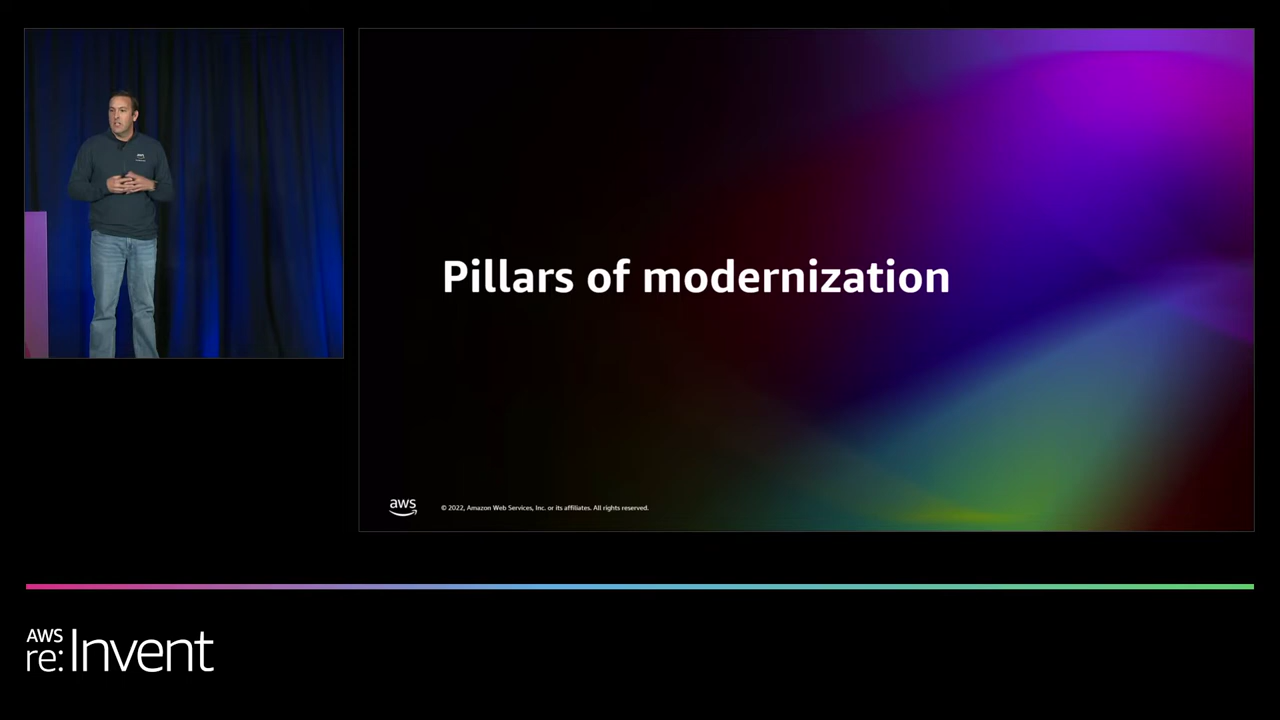 Pillars of modernization
aws
© 2022, Amazon Web Services, Inc. or its affiliates. All rights reserved.
AWS
re:Invent